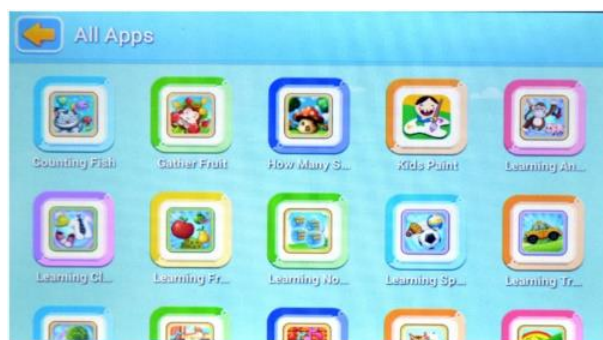 All Apps
Counting Fish
Gather Fruit
How Many S...
Kids Paint
Learning An...
Learning Cl...
Learning Fr...
Learning No...
Learning Sp...
Learning Tr...